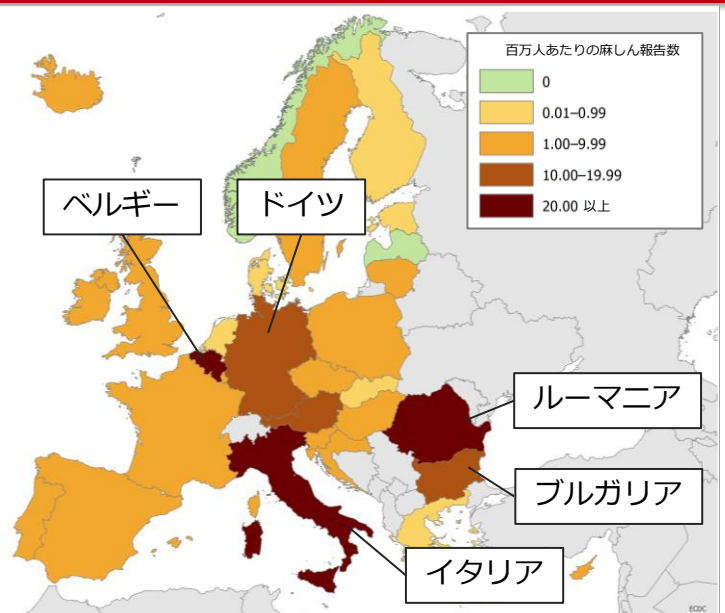 百万人あたりの麻しん報告数
0
0.01–0.99
1.00–9.99
10.00–19.99
20.00 以上
ベルギー
ドイツ
ルーマニア
ブルガリア
イタリア
ECDC